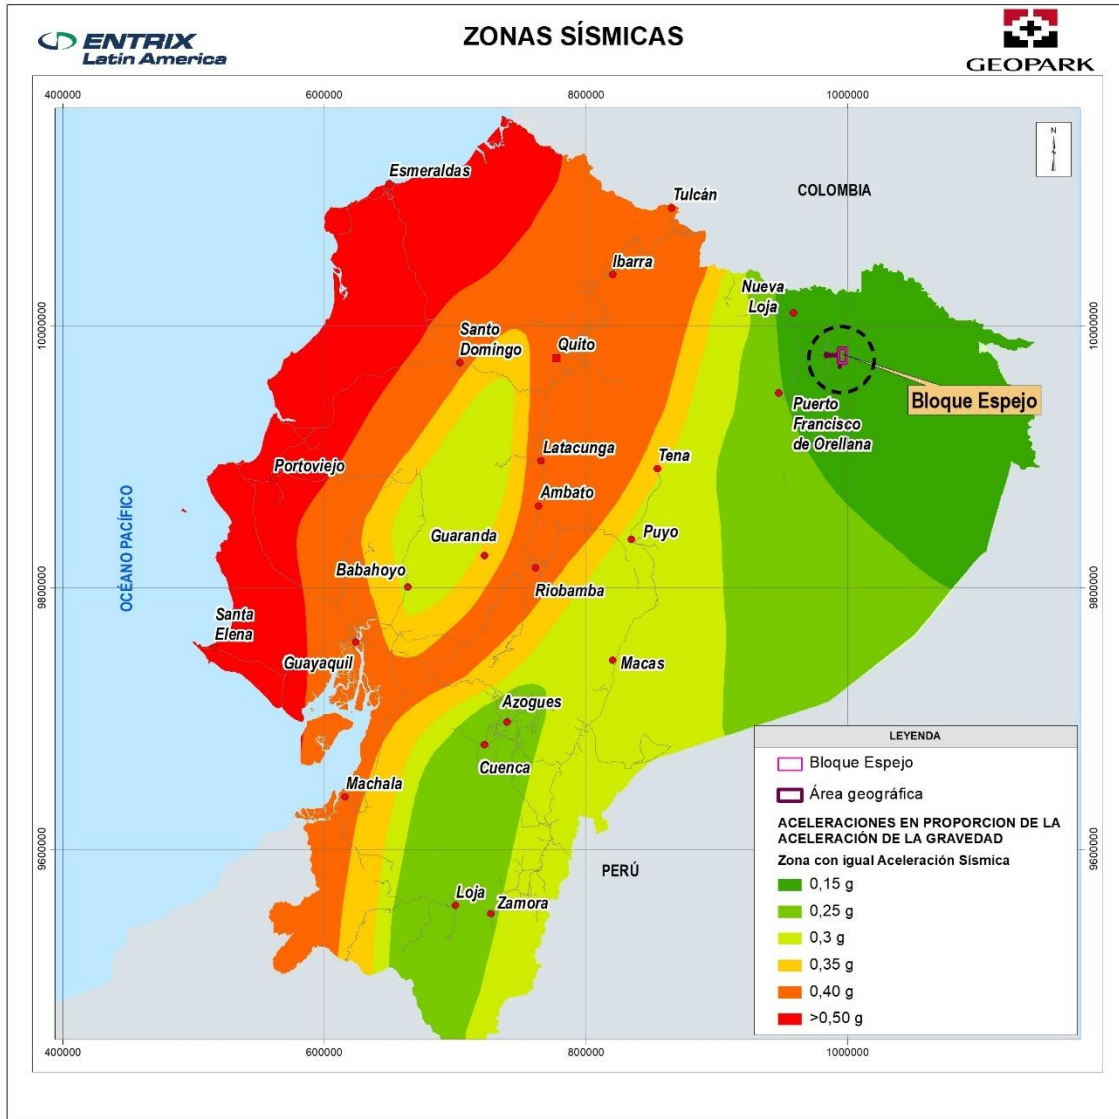 ENTRIX
Latin America
ZONAS SÍSMICAS
GEOPARK
400000
600000
800000
1000000
N
Esmeraldas
Tulcán
COLOMBIA
Ibarra
Nueva
Loja
10000000
10000000
Santo
Domingo
Quito
Bloque Espejo
Puerto
Francisco
de Orellana
Latacunga
Tena
Portoviejo
Ambato
OCÉANO PACÍFICO
Guaranda
Puyo
Babahoyo
Riobamba
9800000
9800000
Santa
Elena
Guayaquil
Macas
Azogues
Cuenca
Machala
9600000
9600000
PERÚ
Loja
Zamora
LEYENDA
Bloque Espejo
Área geográfica
ACELERACIONES EN PROPORCION DE LA
ACELERACIÓN DE LA GRAVEDAD
Zona con igual Aceleración Sísmica
0,15 g
0,25 g
0,3 g
0,35 g
0,40 g
>0,50 g
400000
600000
800000
1000000